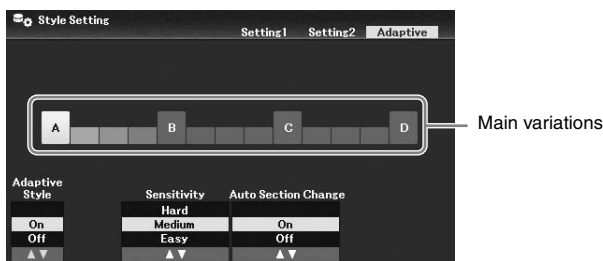 Style Setting
Setting1 Setting2 Adaptive
A B C D
Main variations
Adaptive
Style Sensitivity Auto Section Change
Hard
On Medium On
Off Easy Off